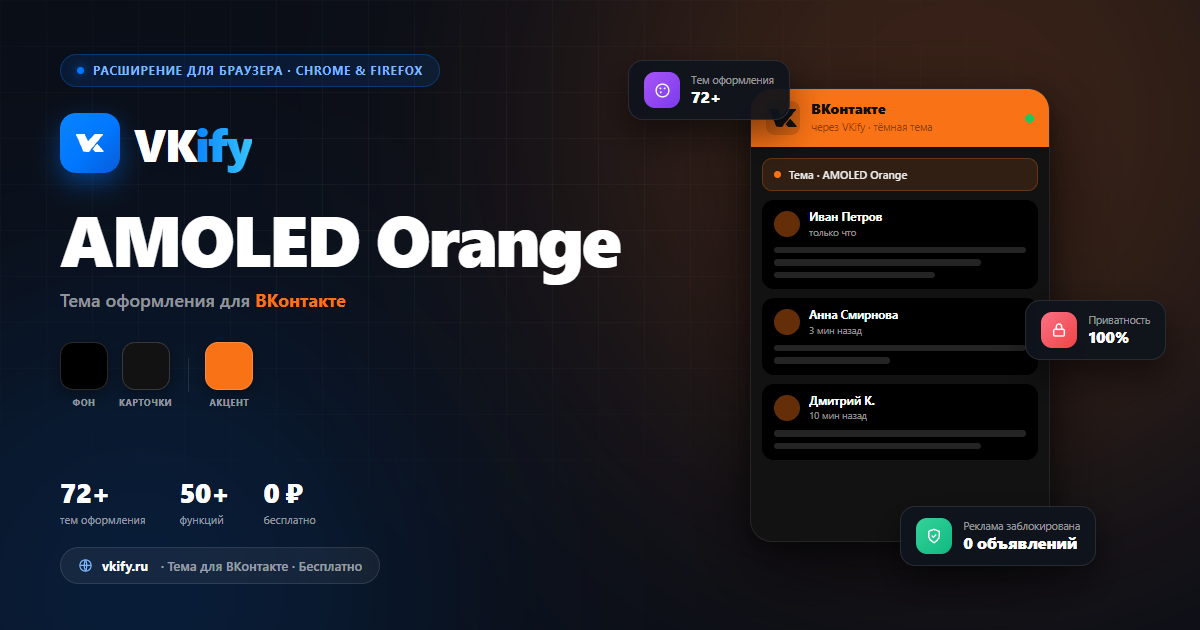 РАСШИРЕНИЕ ДЛЯ БРАУЗЕРА · CHROME & FIREFOX
VKify
AMOLED Orange
Тема оформления для ВКонтакте
ФОН
КАРТОЧКИ
АКЦЕНТ
72+
тем оформления
50+
функций
0 ₽
бесплатно
vkify.ru · Тема для ВКонтакте · Бесплатно
Тем оформления
72+
ВКонтакте
через VKify · тёмная тема
Тема · AMOLED Orange
Иван Петров
только что
Анна Смирнова
3 мин назад
Дмитрий К.
10 мин назад
Приватность
100%
Реклама заблокирована
0 объявлений